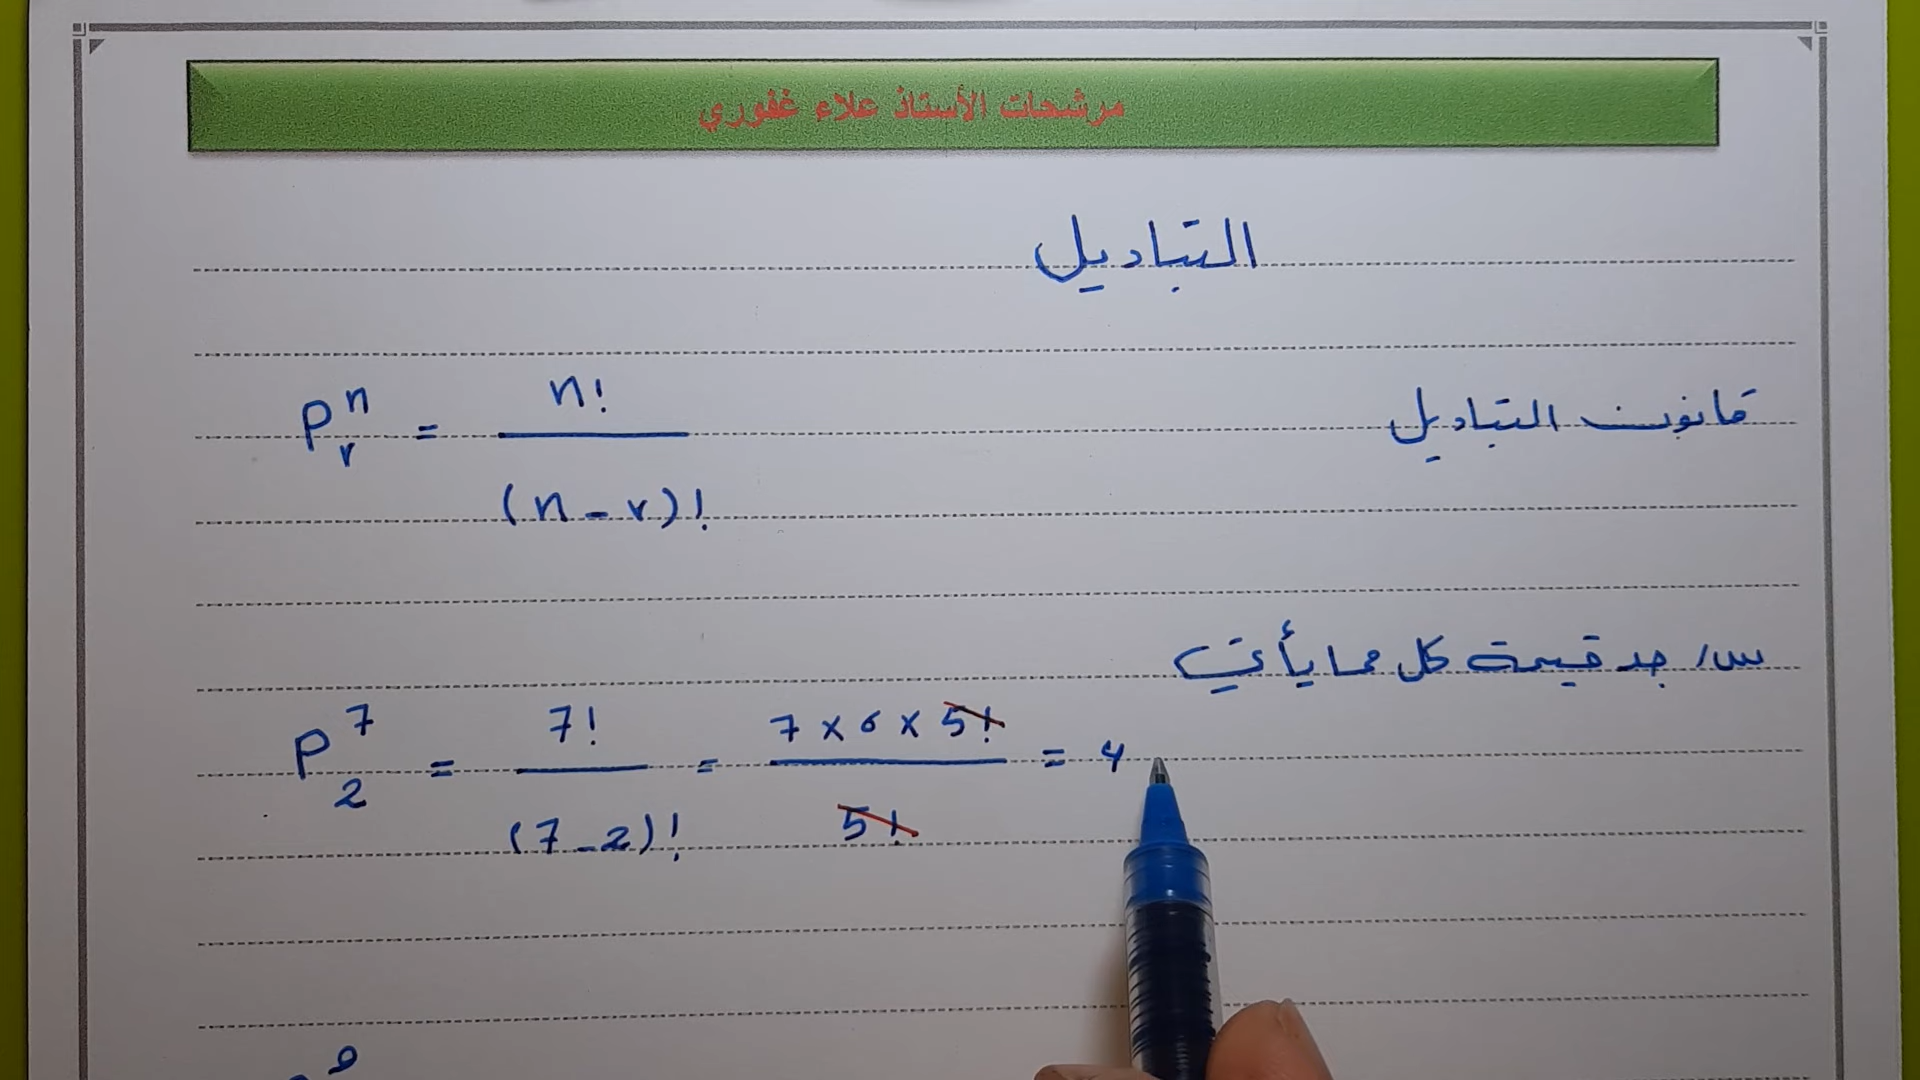 مرشحات الأستاذ علاء غفوري
التباديل
قانون التباديل
P^n_r = n! / (n - r)!
س/ جد قيمة كل مما يأتي
P^7_2 = 7! / (7 - 2)! = 7 x 6 x 5! / 5! = 4